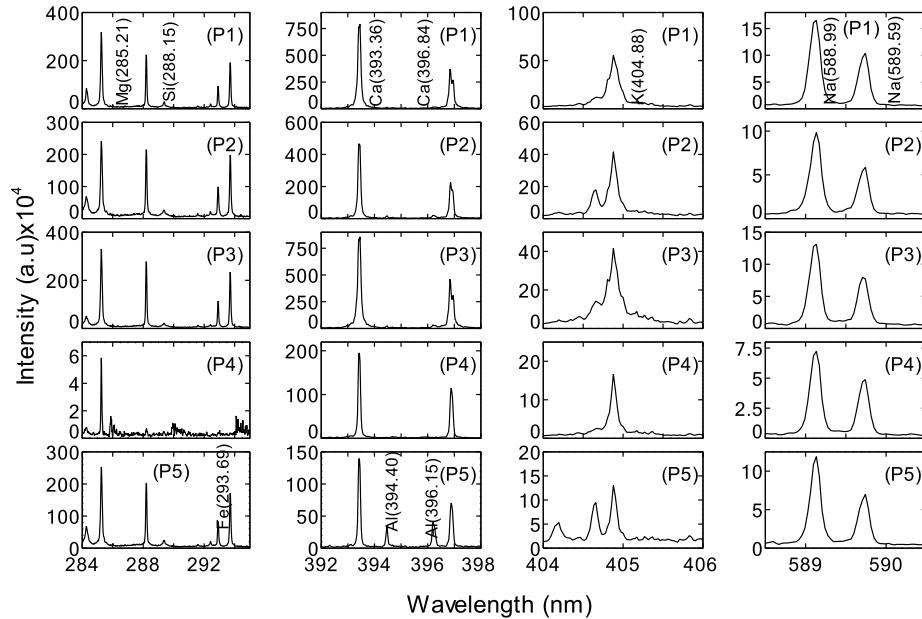 400
200
0
(P1)
Mg(285.21)
Si(288.15)
750
500
250
0
(P1)
Ca(393.36)
Ca(396.84)
100
50
0
(P1)
K(404.88)
15
10
5
0
(P1)
Na(588.99)
Na(589.59)
300
200
100
0
(P2)
600
400
200
0
(P2)
60
40
20
0
(P2)
10
5
0
(P2)
400
200
0
(P3)
750
500
250
0
(P3)
60
40
20
0
(P3)
15
10
5
0
(P3)
6
4
2
0
(P4)
200
100
0
(P4)
20
10
0
(P4)
7.5
5.0
2.5
0
(P4)
300
200
100
0
(P5)
Fe(293.69)
150
100
50
0
(P5)
Al(394.40)
Al(396.15)
20
15
10
5
0
(P5)
10
5
0
(P5)
284 288 292
392 394 396 398
404 405 406
589 590
Intensity (a.u)x10⁴
Wavelength (nm)